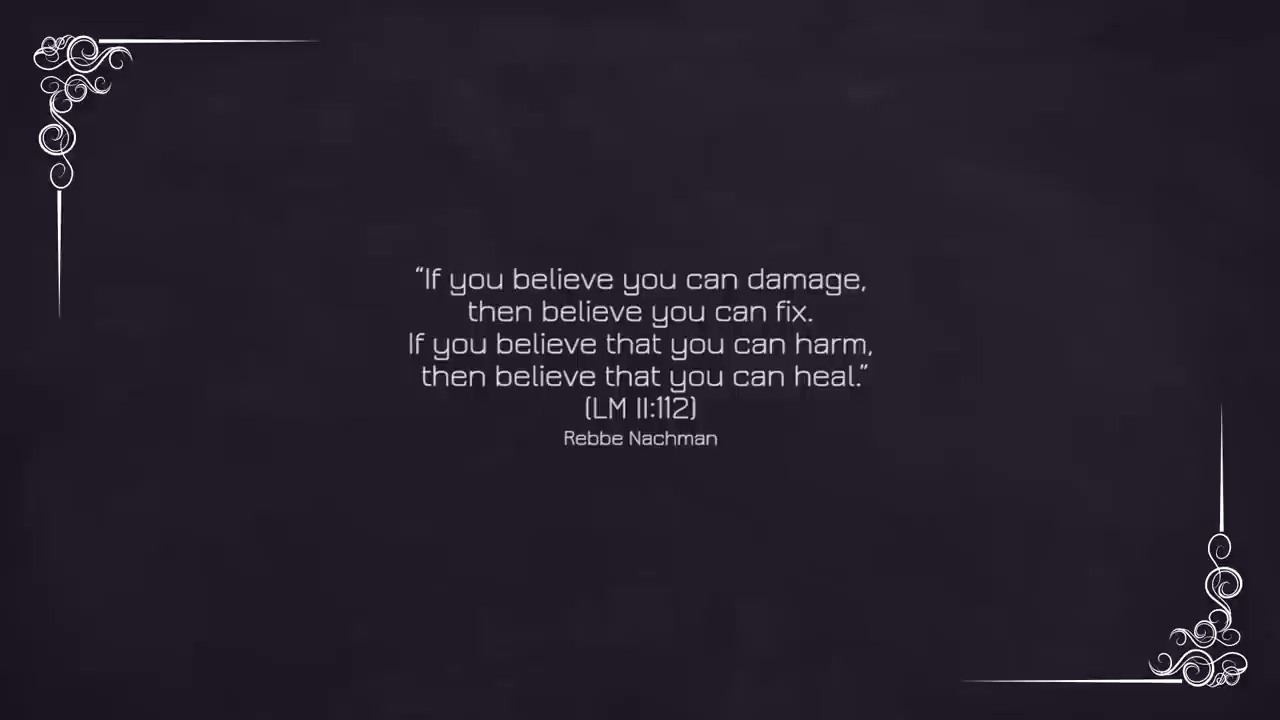 “If you believe you can damage,
then believe you can fix.
If you believe that you can harm,
then believe that you can heal.”
(LM II:112)
Rebbe Nachman